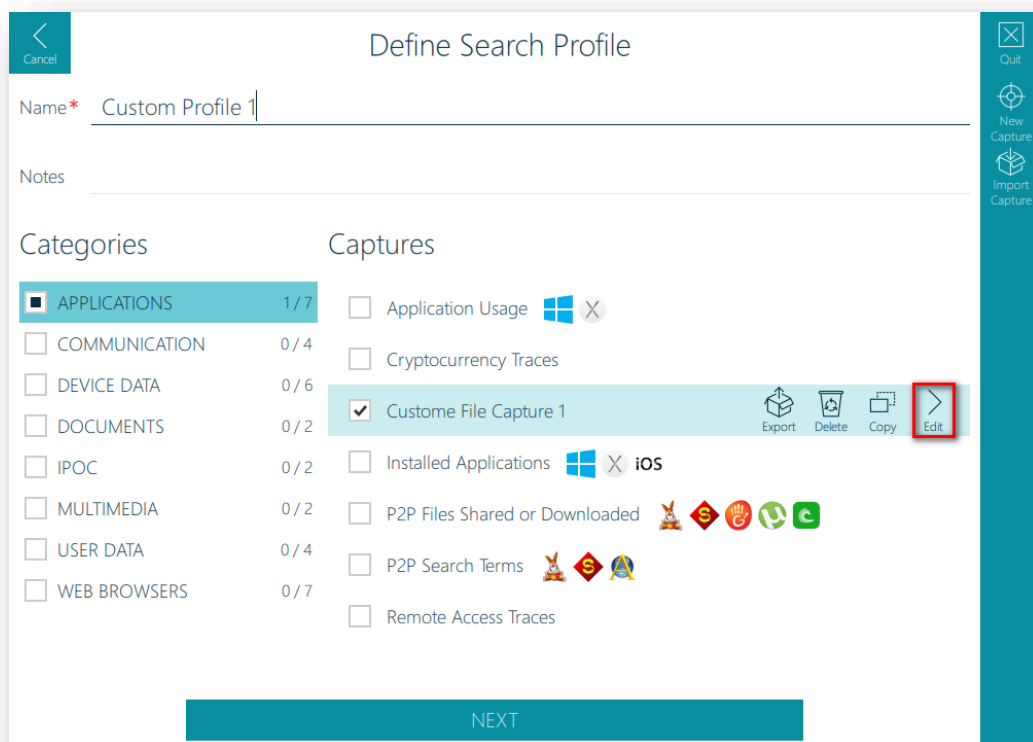 Cancel
Define Search Profile
Quit
New
Capture
Import
Capture
Name* Custom Profile 1
Notes
Categories
APPLICATIONS 1/7
COMMUNICATION 0/4
DEVICE DATA 0/6
DOCUMENTS 0/2
IPOC 0/2
MULTIMEDIA 0/2
USER DATA 0/4
WEB BROWSERS 0/7
Captures
Application Usage X
Cryptocurrency Traces
Custome File Capture 1 Export Delete Copy Edit
Installed Applications X iOS
P2P Files Shared or Downloaded
P2P Search Terms
Remote Access Traces
NEXT